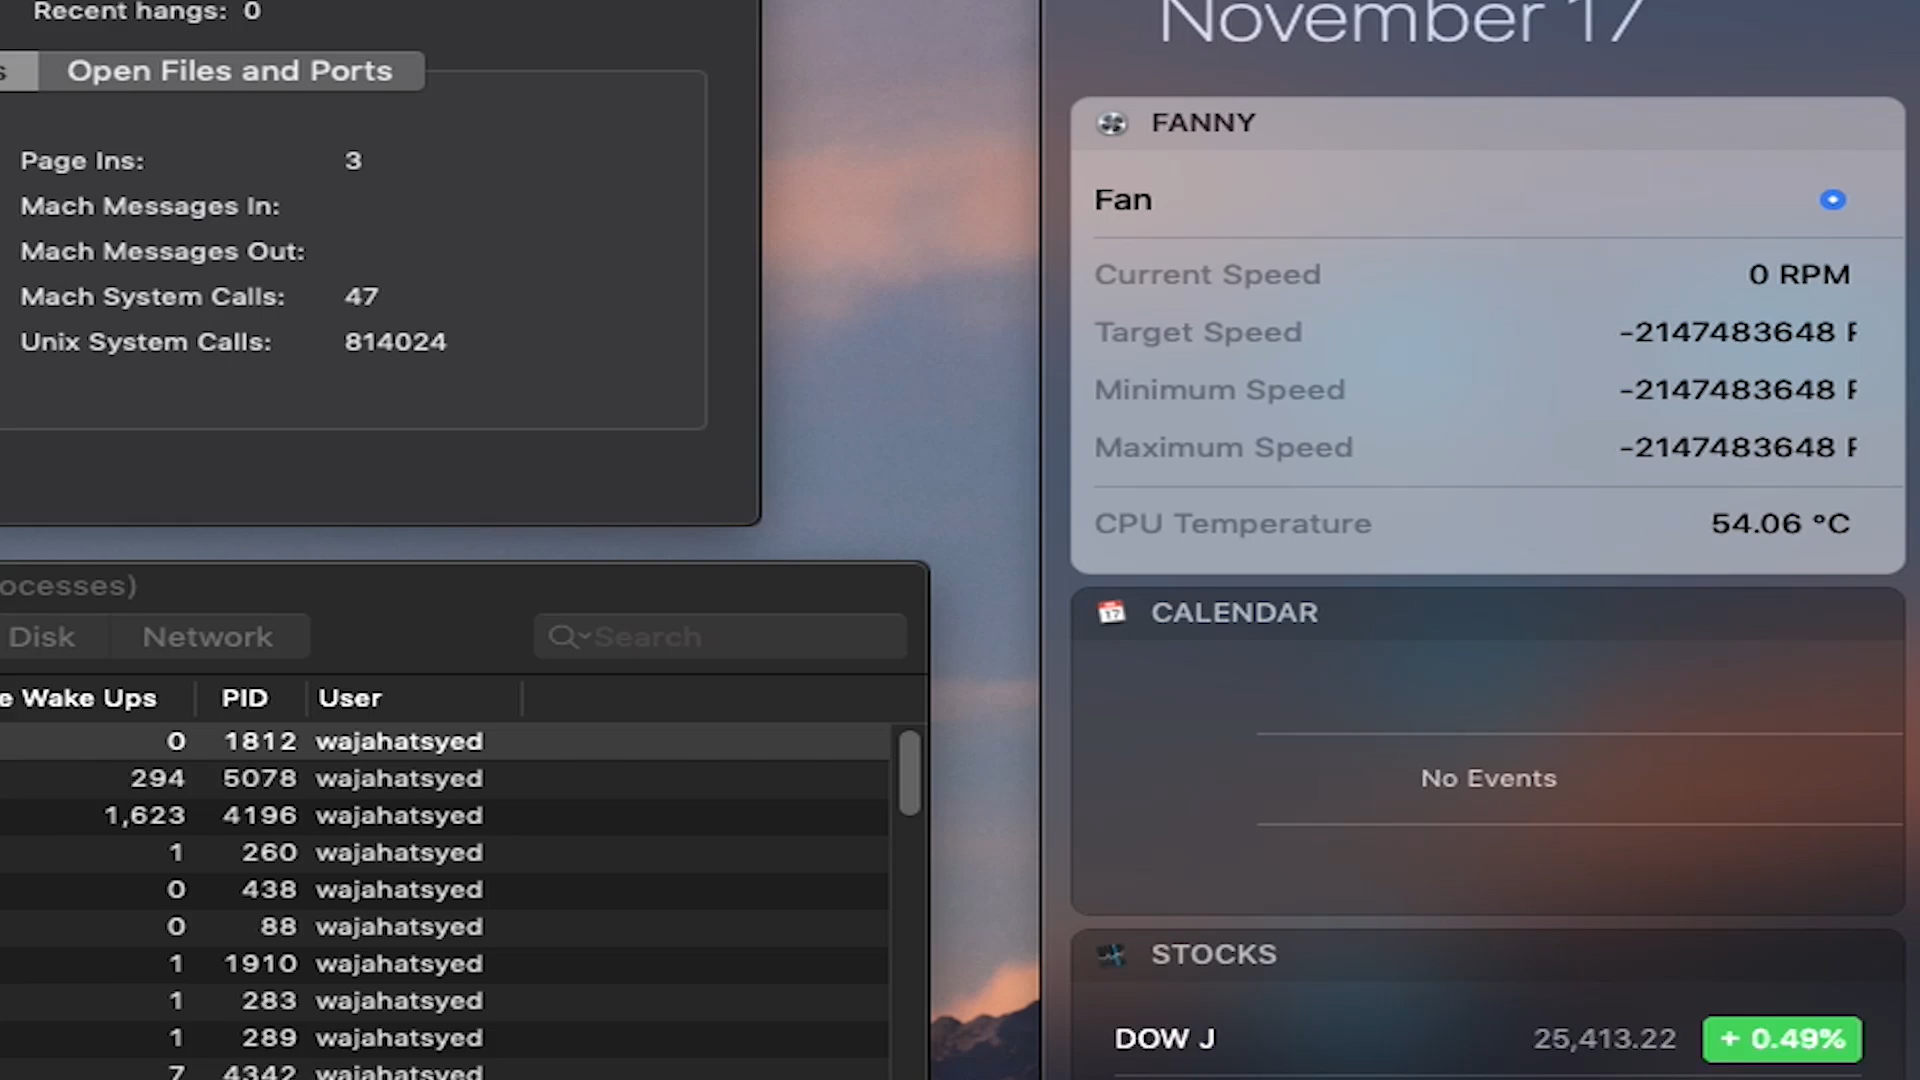 Recent hangs: 0
Open Files and Ports
Page Ins: 3
Mach Messages In:
Mach Messages Out:
Mach System Calls: 47
Unix System Calls: 814024
ocesses)
Disk Network Search
e Wake Ups PID User
0 1812 wajahatsyed
294 5078 wajahatsyed
1,623 4196 wajahatsyed
1 260 wajahatsyed
0 438 wajahatsyed
0 88 wajahatsyed
1 1910 wajahatsyed
1 283 wajahatsyed
1 289 wajahatsyed
7 4342 wajahatsyed
November 17
FANNY
Fan
Current Speed 0 RPM
Target Speed -2147483648
Minimum Speed -2147483648
Maximum Speed -2147483648
CPU Temperature 54.06 °C
CALENDAR
No Events
STOCKS
DOW J 25,413.22 + 0.49%